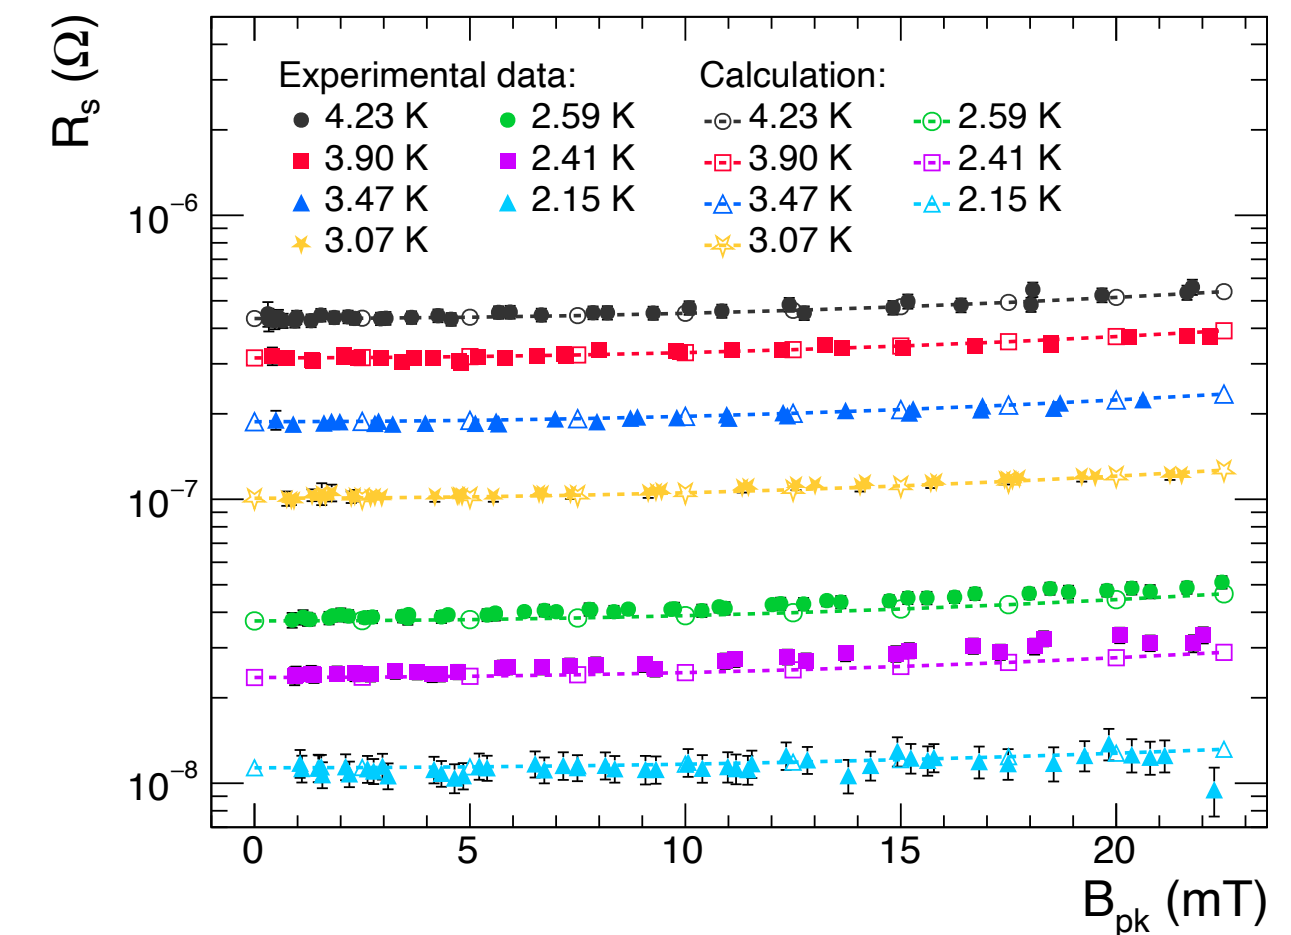 R_s (Ω)
Experimental data: Calculation:
4.23 K 2.59 K 4.23 K 2.59 K
3.90 K 2.41 K 3.90 K 2.41 K
3.47 K 2.15 K 3.47 K 2.15 K
3.07 K 3.07 K
10⁻⁶
10⁻⁷
10⁻⁸
0 5 10 15 20
B_pk (mT)